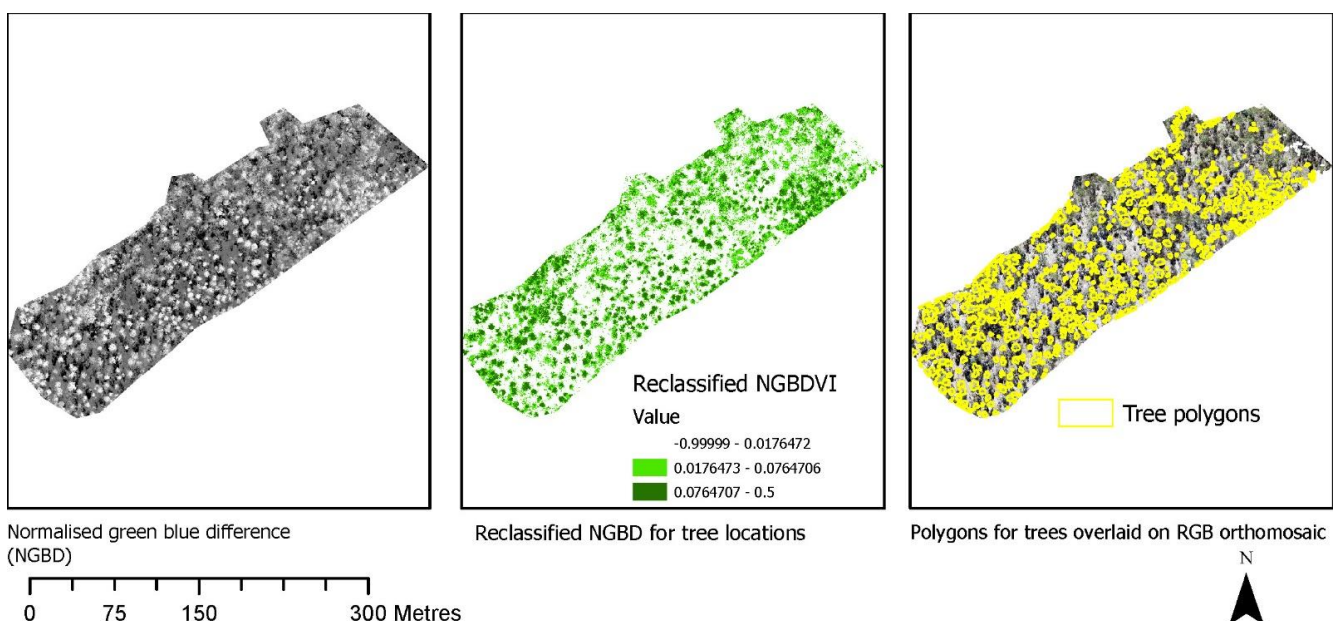 Reclassified NGBDVI
Value
-0.99999 - 0.0176472
0.0176473 - 0.0764706
0.0764707 - 0.5
Tree polygons
Normalised green blue difference
(NGBD)
Reclassified NGBD for tree locations
Polygons for trees overlaid on RGB orthomosaic
0 75 150 300 Metres
N